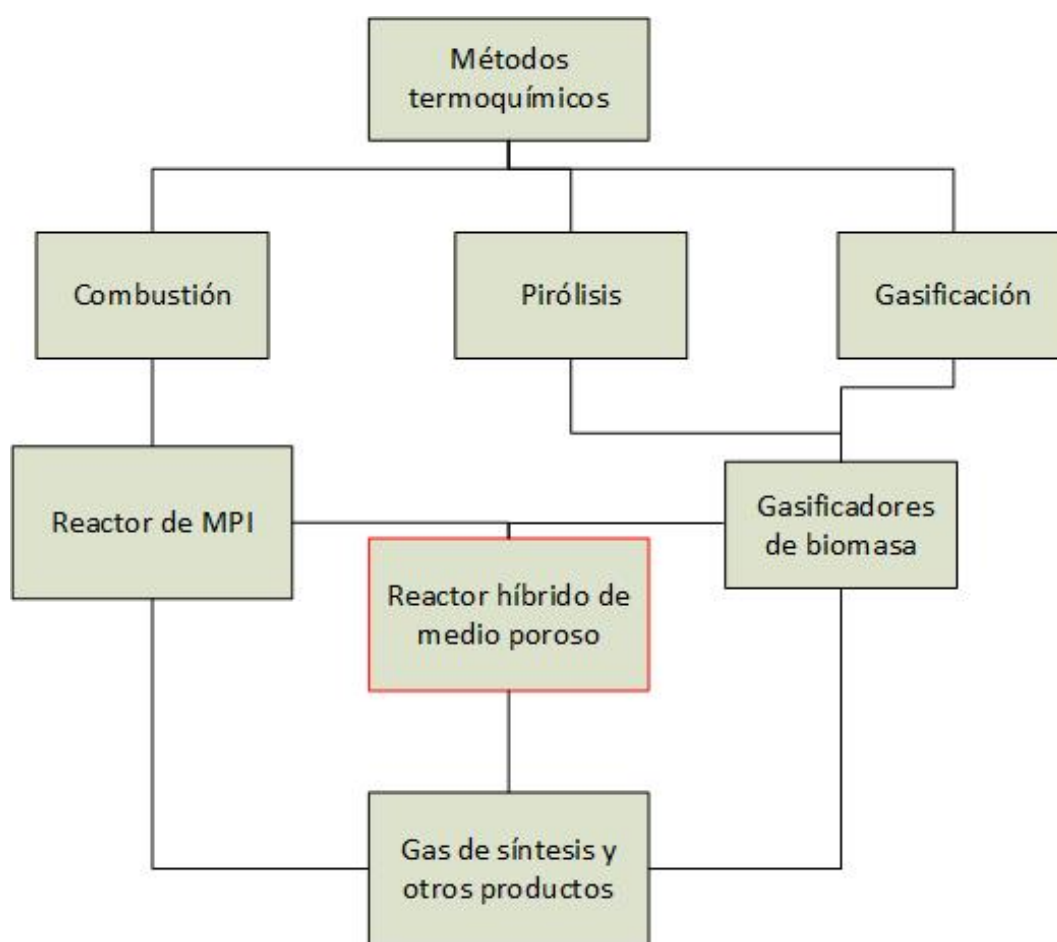 Métodos
termoquímicos
Combustión
Pirólisis
Gasificación
Reactor de MPI
Gasificadores
de biomasa
Reactor híbrido de
medio poroso
Gas de síntesis y
otros productos